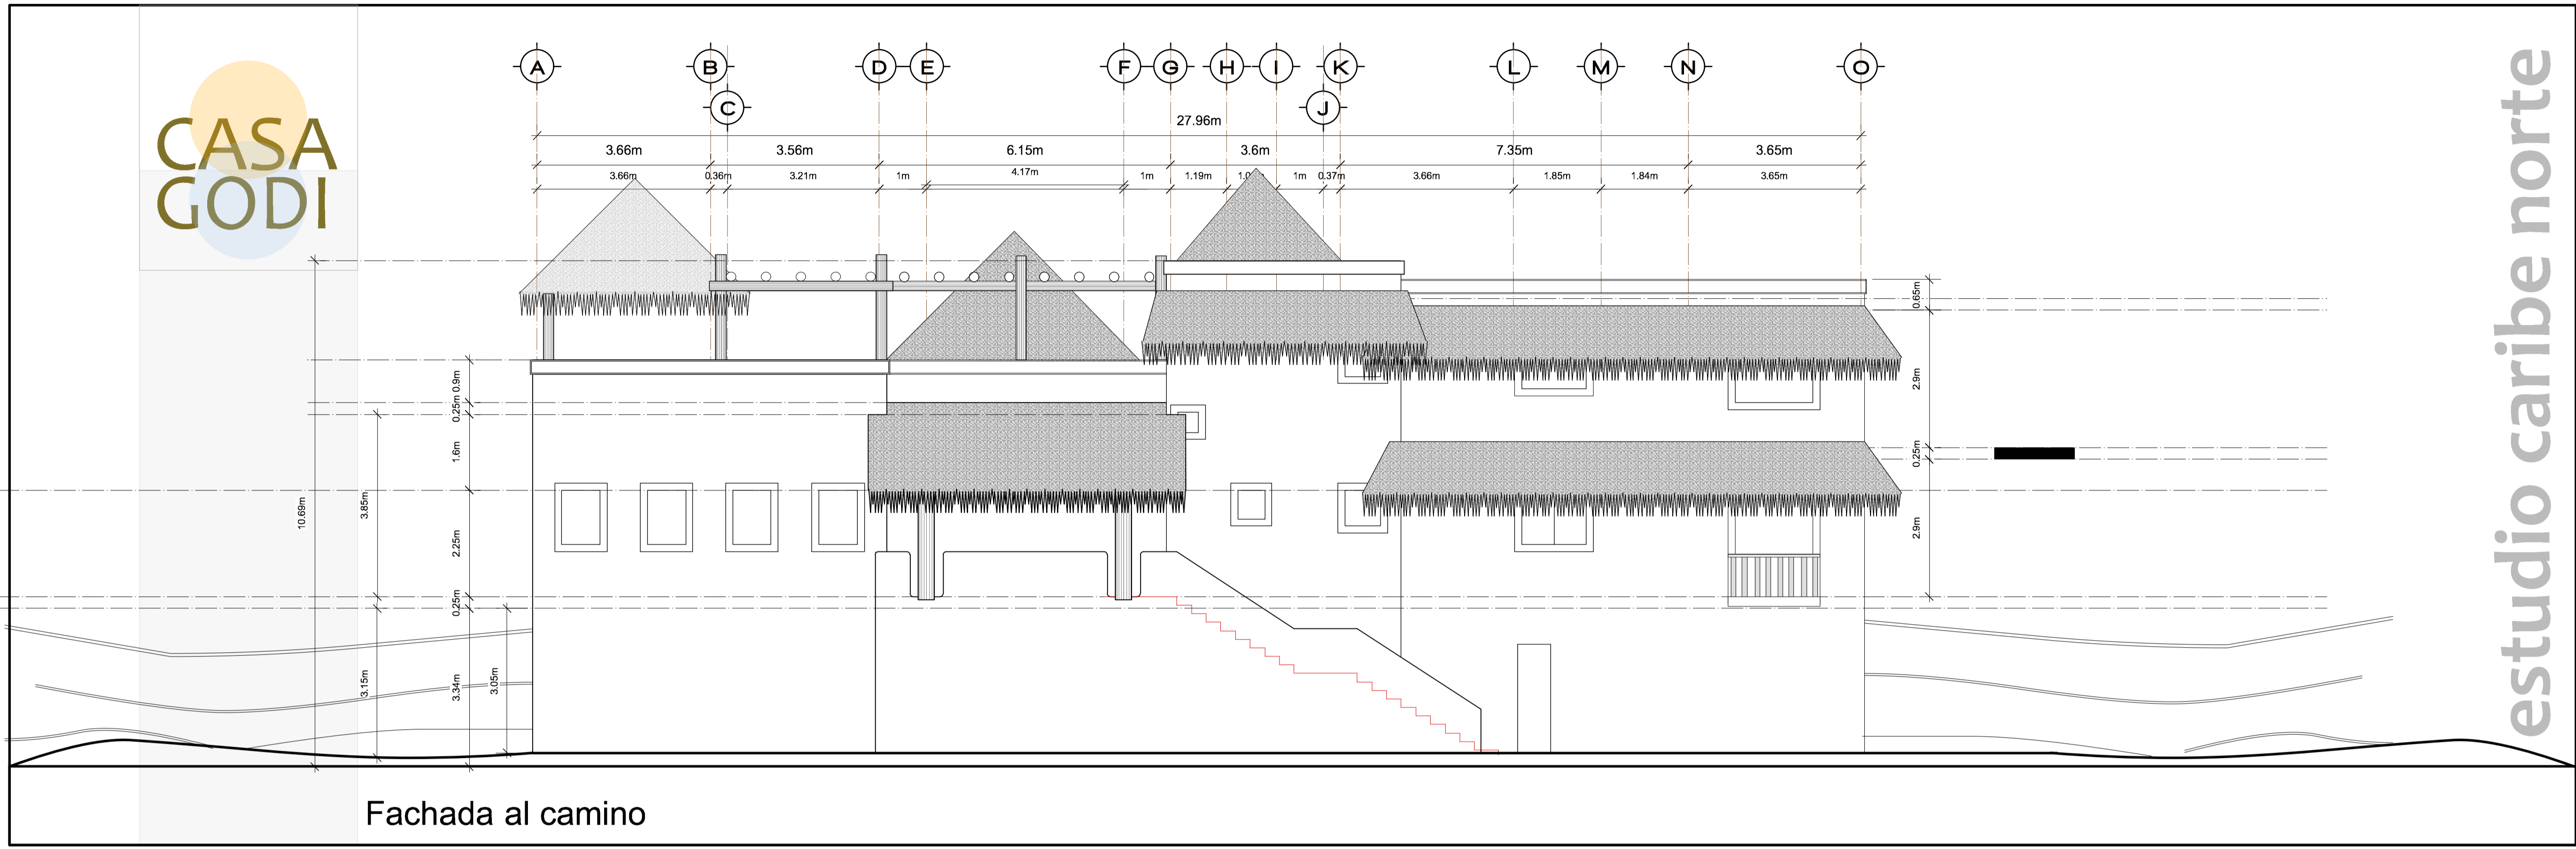 CASA
GODI
A B D E F G H I K L M N O
C J
27.96m
3.66m 3.56m 6.15m 3.6m 7.35m 3.65m
3.66m 0.36m 3.21m 1m 4.17m 1m 1.19m 1m 0.37m 3.66m 1.85m 1.84m 3.65m
10.69m
3.85m
3.15m
0.9m
0.25m
1.6m
2.25m
0.25m
3.34m
3.05m
0.65m
2.9m
0.25m
2.9m
Fachada al camino
estudio caribe norte